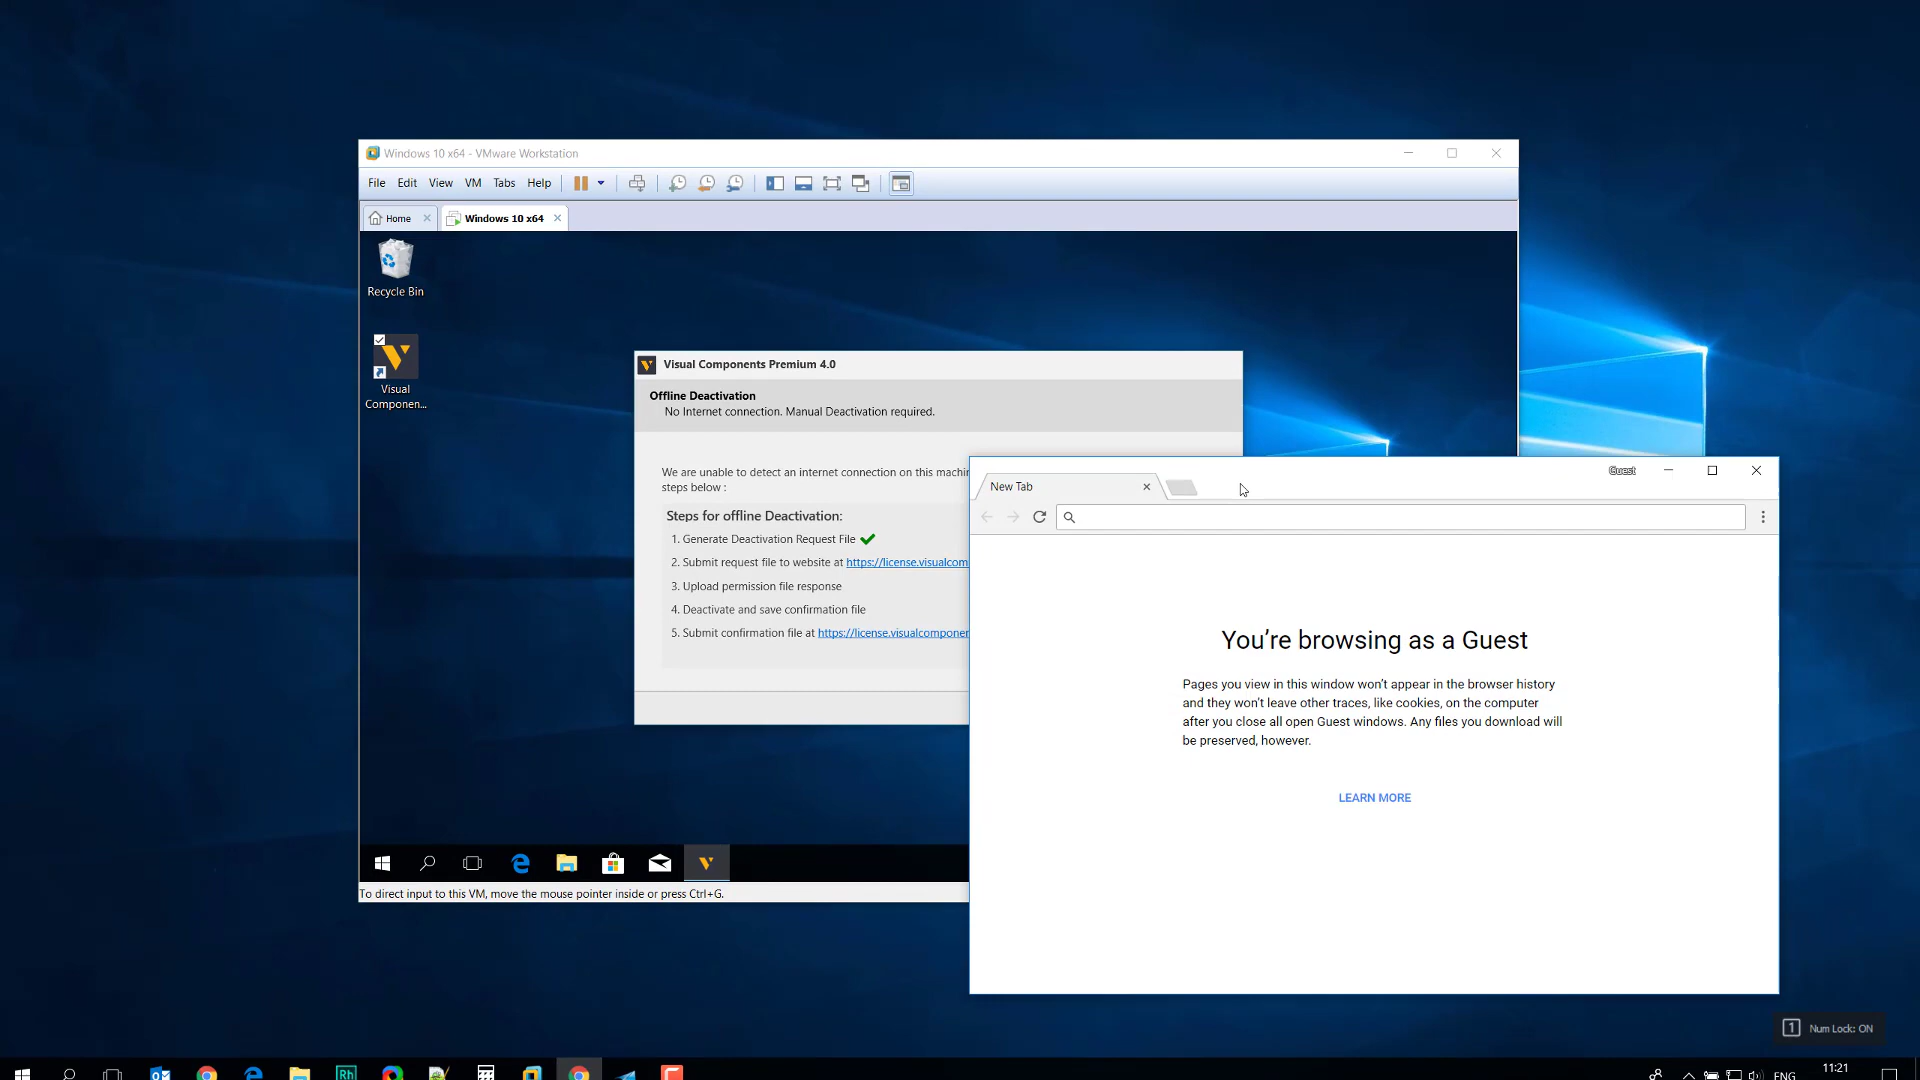 Windows 10 x64 - VMware Workstation
File Edit View VM Tabs Help
Home
Windows 10 x64
Recycle Bin
Visual
Componen...
Visual Components Premium 4.0
Offline Deactivation
No Internet connection. Manual Deactivation required.
We are unable to detect an internet connection on this
steps below :
Steps for offline Deactivation:
1. Generate Deactivation Request File
2. Submit request file to website at https://license.visualcom
3. Upload permission file response
4. Deactivate and save confirmation file
5. Submit confirmation file at https://license.visualcomponen
To direct input to this VM, move the mouse pointer inside or press Ctrl+G.
Guest
New Tab
You’re browsing as a Guest
Pages you view in this window won’t appear in the browser history
and they won’t leave other traces, like cookies, on the computer
after you close all open Guest windows. Any files you download will
be preserved, however.
LEARN MORE
1 Num Lock: ON
Rh
ENG
11:21